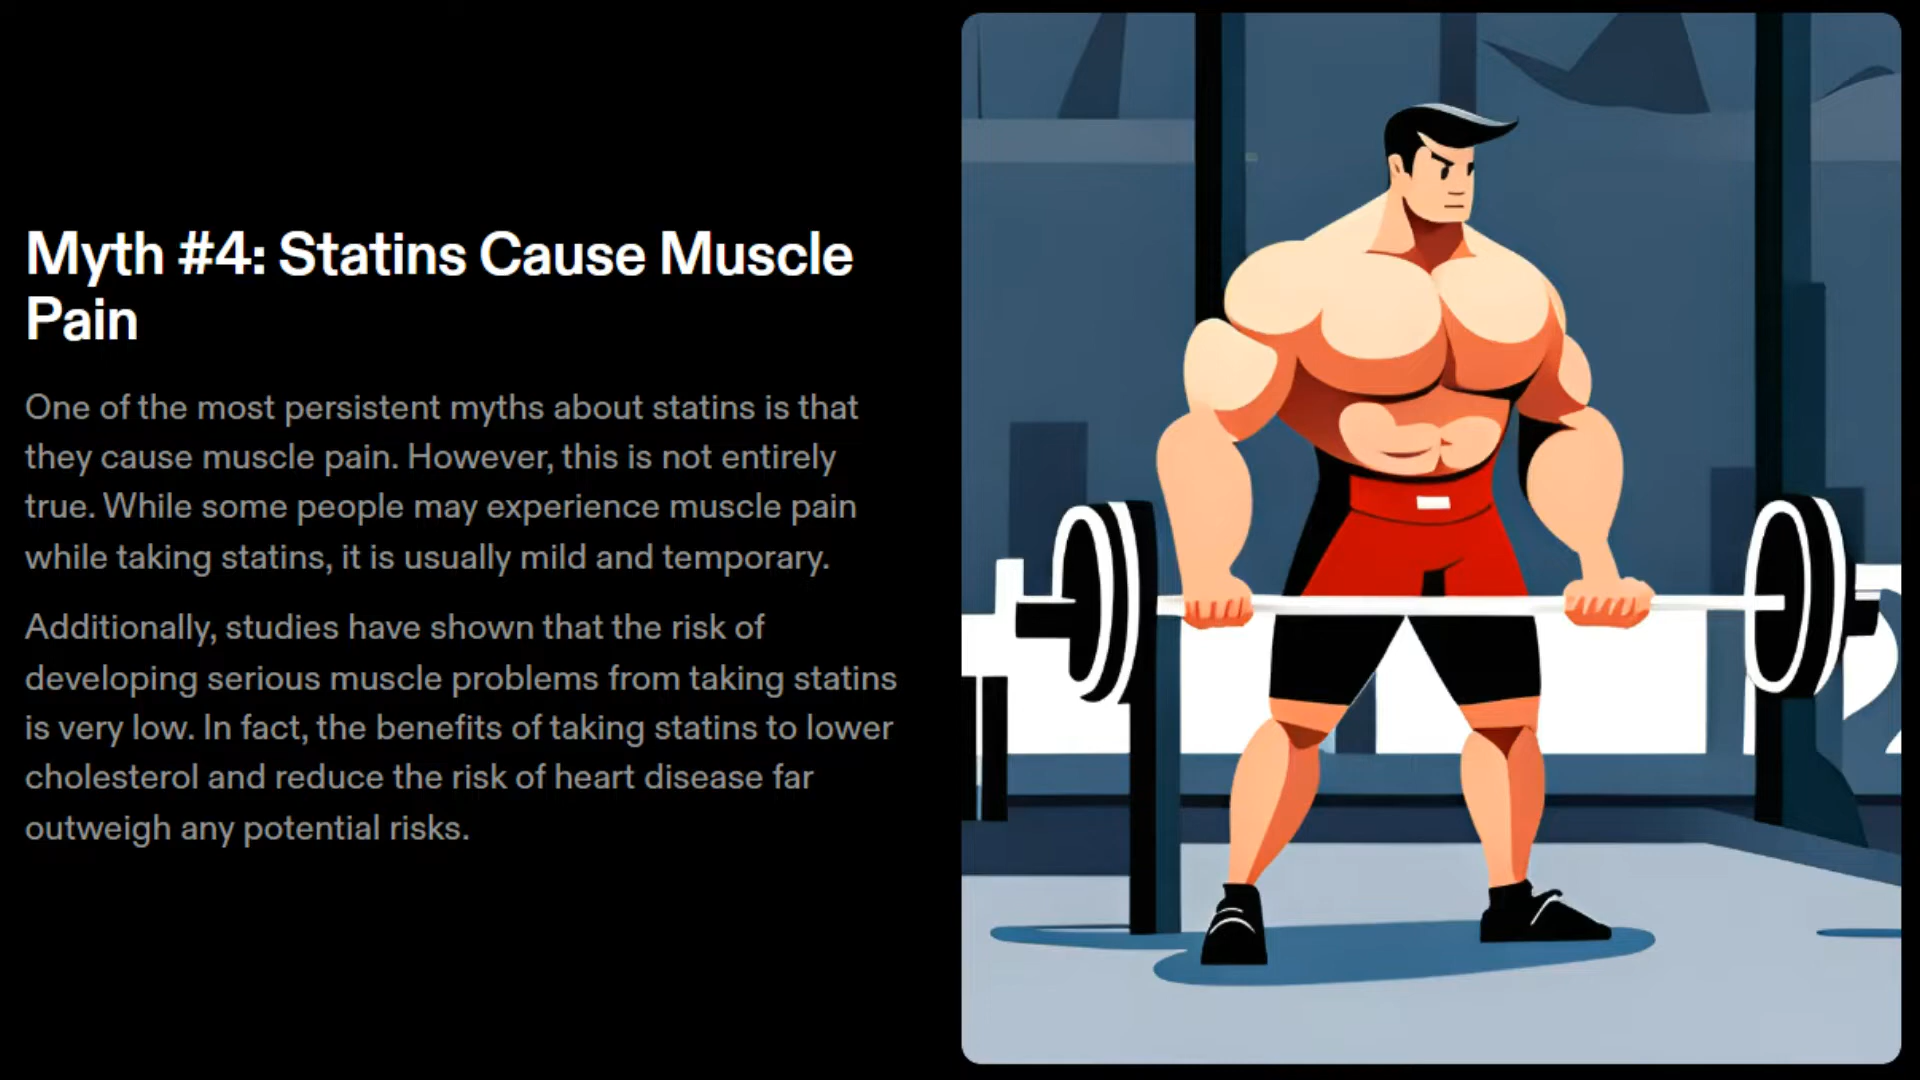 Myth #4: Statins Cause Muscle
Pain
One of the most persistent myths about statins is that
they cause muscle pain. However, this is not entirely
true. While some people may experience muscle pain
while taking statins, it is usually mild and temporary.
Additionally, studies have shown that the risk of
developing serious muscle problems from taking statins
is very low. In fact, the benefits of taking statins to lower
cholesterol and reduce the risk of heart disease far
outweigh any potential risks.